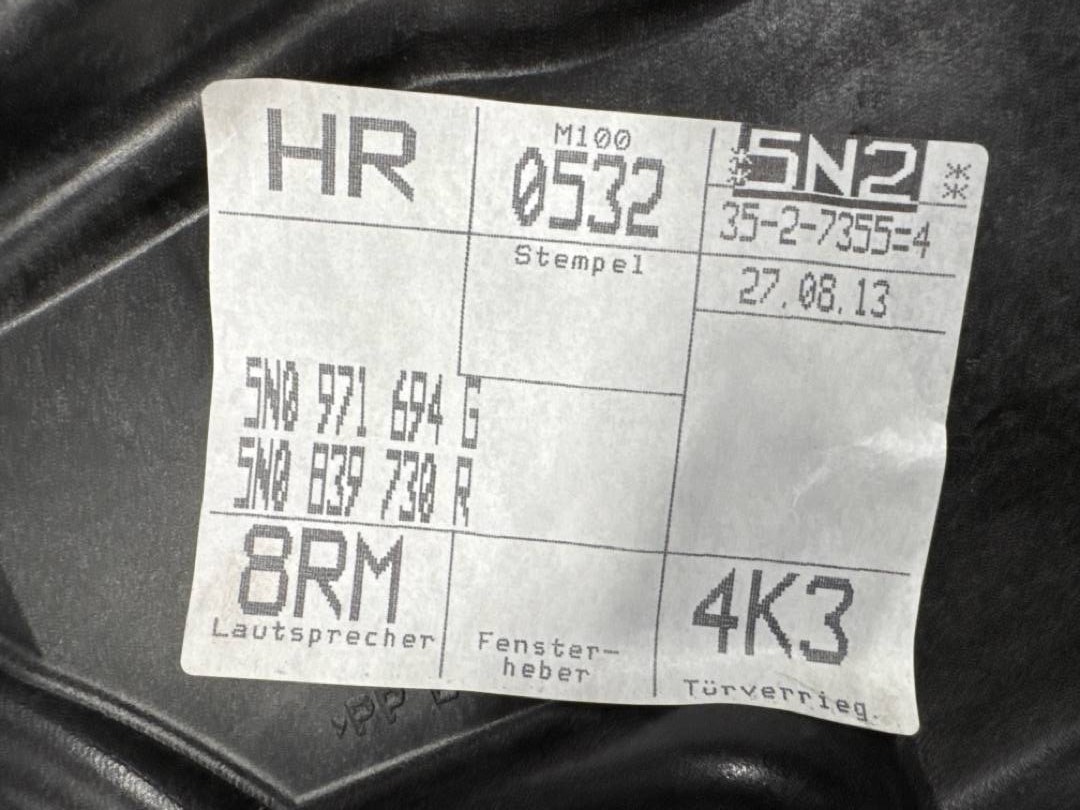 HR
M100
0532
Stempel
**5N2 **
35-2-7355=4
27.08.13
5N0 971 694 G
5N0 839 730 R
8RM
Lautsprecher
Fenster-
heber
4K3
Türverrieg.
>PP